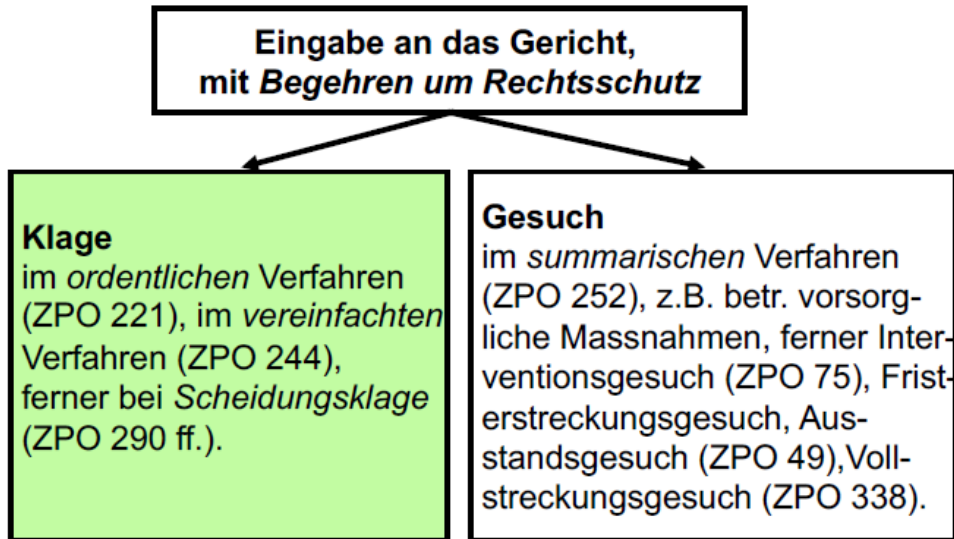 Eingabe an das Gericht,
mit Begehren um Rechtsschutz
Klage
im ordentlichen Verfahren
(ZPO 221), im vereinfachten
Verfahren (ZPO 244),
ferner bei Scheidungsklage
(ZPO 290 ff.).
Gesuch
im summarischen Verfahren
(ZPO 252), z.B. betr. vorsorg-
liche Massnahmen, ferner Inter-
ventionsgesuch (ZPO 75), Frist-
erstreckungsgesuch, Aus-
standsgesuch (ZPO 49),Voll-
streckungsgesuch (ZPO 338).